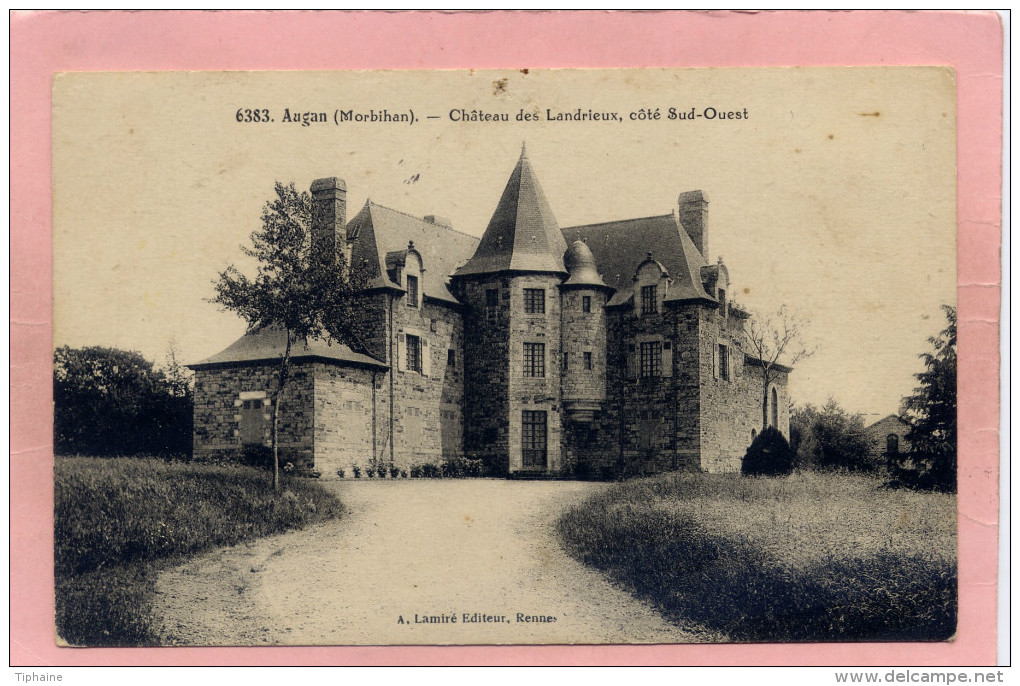 6383. Augan (Morbihan). — Château des Landrieux, côté Sud-Ouest
A. Lamiré Editeur, Rennes
Tiphaine
www.delcampe.net